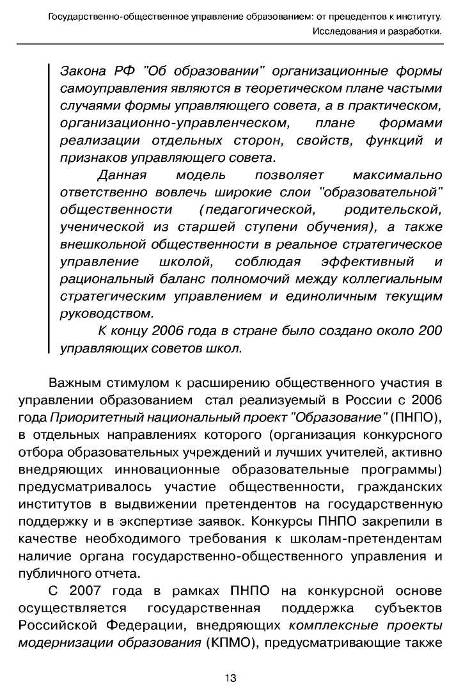 Государственно-общественное управление образованием: от прецедентов к институту.
Исследования и разработки.
Закона РФ "Об образовании" организационные формы
самоуправления являются в теоретическом плане частыми
случаями формы управляющего совета, а в практическом,
организационно-управленческом, плане формами
реализации отдельных сторон, свойств, функций и
признаков управляющего совета.
Данная модель позволяет максимально
ответственно вовлечь широкие слои "образовательной"
общественности (педагогической, родительской,
ученической из старшей ступени обучения), а также
внешкольной общественности в реальное стратегическое
управление школой, соблюдая эффективный и
рациональный баланс полномочий между коллегиальным
стратегическим управлением и единоличным текущим
руководством.
К концу 2006 года в стране было создано около 200
управляющих советов школ.
Важным стимулом к расширению общественного участия в
управлении образованием стал реализуемый в России с 2006
года Приоритетный национальный проект "Образование" (ПНПО),
в отдельных направлениях которого (организация конкурсного
отбора образовательных учреждений и лучших учителей, активно
внедряющих инновационные образовательные программы)
предусматривалось участие общественности, гражданских
институтов в выдвижении претендентов на государственную
поддержку и в экспертизе заявок. Конкурсы ПНПО закрепили в
качестве необходимого требования к школам-претендентам
наличие органа государственно-общественного управления и
публичного отчета.
С 2007 года в рамках ПНПО на конкурсной основе
осуществляется государственная поддержка субъектов
Российской Федерации, внедряющих комплексные проекты
модернизации образования (КПМО), предусматривающие также
13